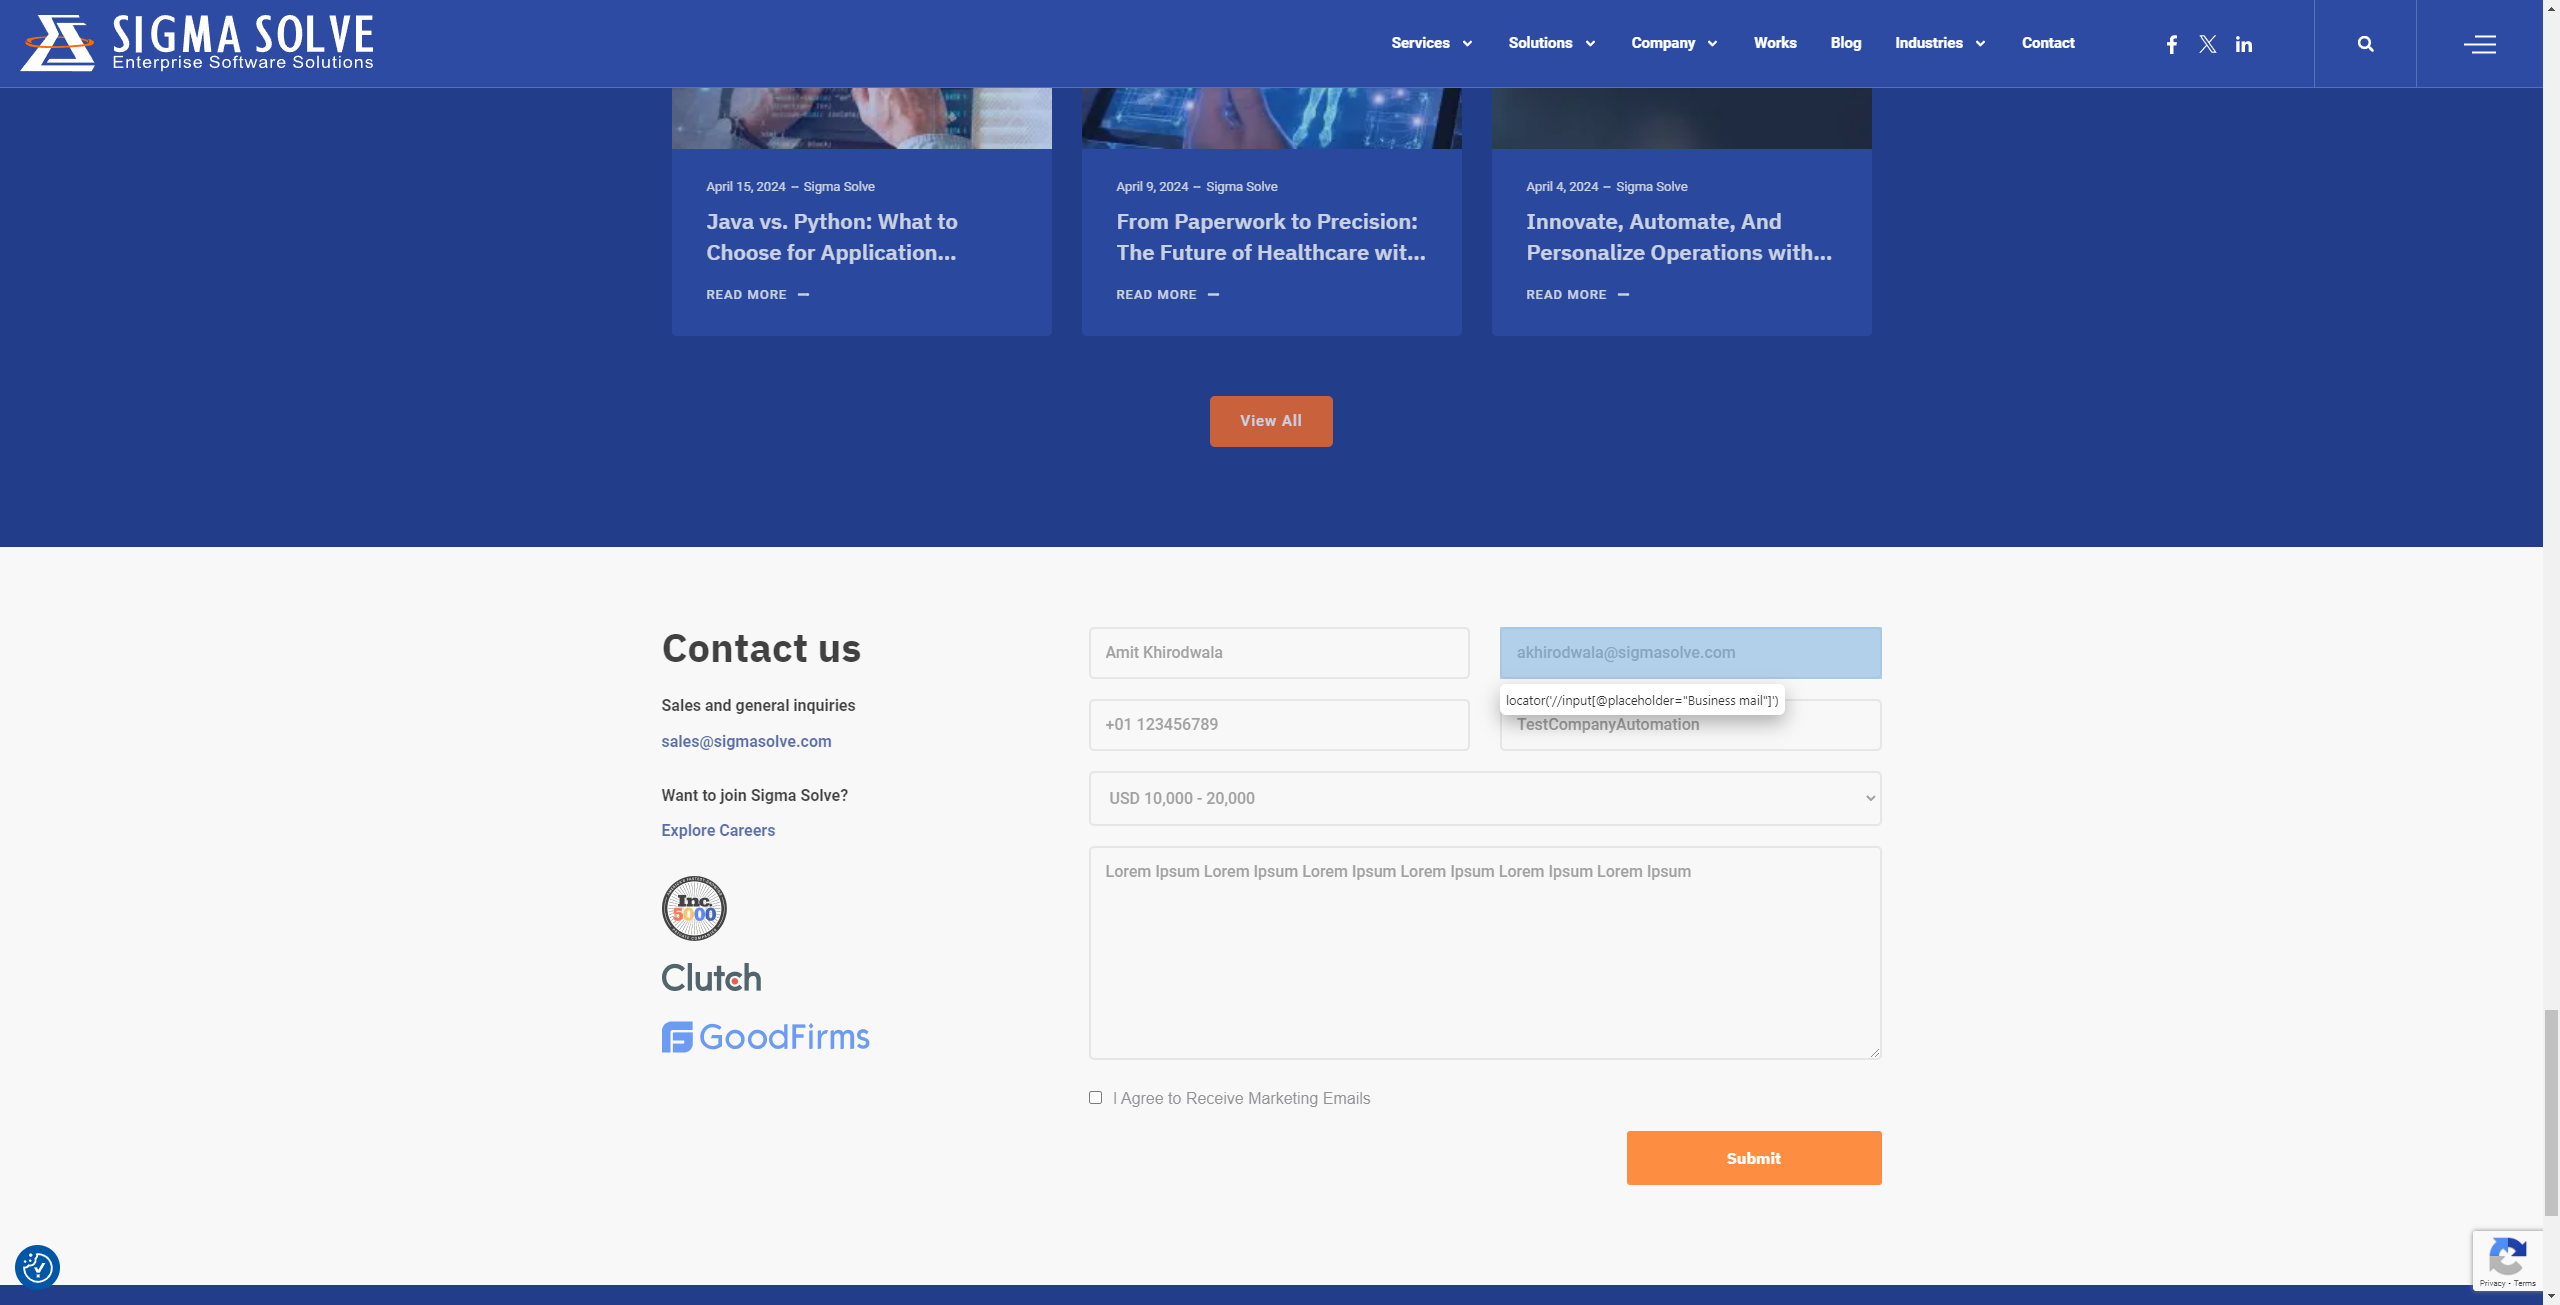 SIGMA SOLVE
Enterprise Software Solutions
Services
Solutions
Company
Works
Blog
Industries
Contact
April 15, 2024 – Sigma Solve
Java vs. Python: What to
Choose for Application...
READ MORE
April 9, 2024 – Sigma Solve
From Paperwork to Precision:
The Future of Healthcare wit...
READ MORE
April 4, 2024 – Sigma Solve
Innovate, Automate, And
Personalize Operations with...
READ MORE
View All
Contact us
Sales and general inquiries
sales@sigmasolve.com
Want to join Sigma Solve?
Explore Careers
Inc.
5000
Clutch
GoodFirms
Amit Khirodwala
akhirodwala@sigmasolve.com
locator('//input[@placeholder="Business mail"]')
+01 123456789
TestCompanyAutomation
USD 10,000 - 20,000
Lorem Ipsum Lorem Ipsum Lorem Ipsum Lorem Ipsum Lorem Ipsum Lorem Ipsum
I Agree to Receive Marketing Emails
Submit
Privacy - Terms